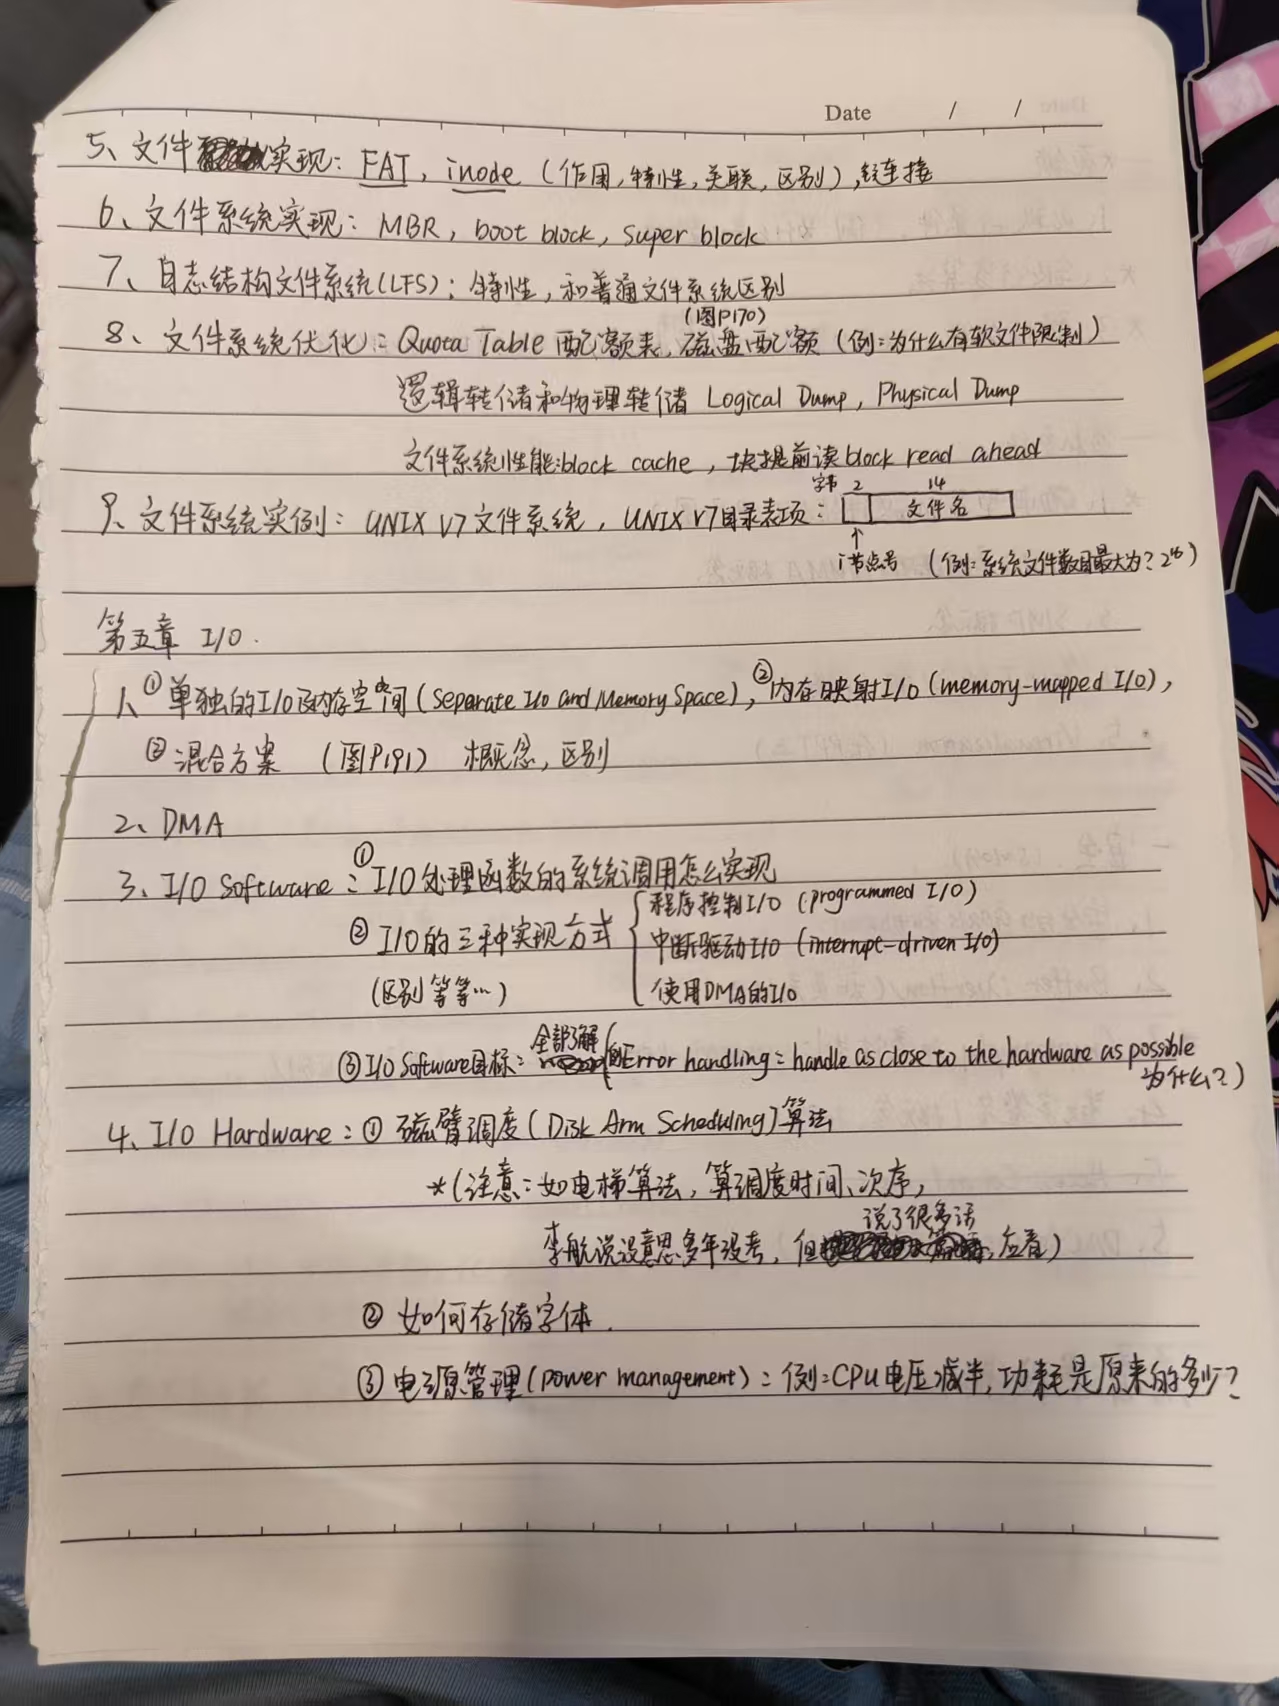 Date / /
5、文件实现：FAT，inode（作用，特性，关联，区别），链连接
6、文件系统实现：MBR，boot block，super block
7、日志结构文件系统(LFS)：特性，和普通文件系统区别
(图P170)
8、文件系统优化：Quota Table 配额表，磁盘配额（例：为什么有软文件限制）
逻辑转储和物理转储 Logical Dump，Physical Dump
文件系统性能：block cache，块提前读 block read ahead
字节 2 14
9、文件系统实例：UNIX V7文件系统，UNIX V7目录表项：文件名
↑
i节点号 （例：系统文件数目最大为？2¹⁶）
第五章 I/O.
1、①单独的I/O及内存空间（Separate I/O and Memory Space），②内存映射I/O（memory-mapped I/O），
③混合方案 （图P191） 概念，区别
2、DMA
3、I/O Software：①I/O处理函数的系统调用怎么实现
程序控制I/O（programmed I/O）
②I/O的三种实现方式 中断驱动I/O（interrupt-driven I/O）
（区别等等…） 使用DMA的I/O
全部了解
③I/O Software目标：（例Error handling：handle as close to the hardware as possible
为什么？）
4、I/O Hardware：①磁臂调度（Disk Arm Scheduling）算法
*（注意：如电梯算法，算调度时间、次序，
说了很多话
李航说没意思多年没考，但，应看）
②如何存储字体.
③电源管理（power management）：例：CPU电压减半，功耗是原来的多少？